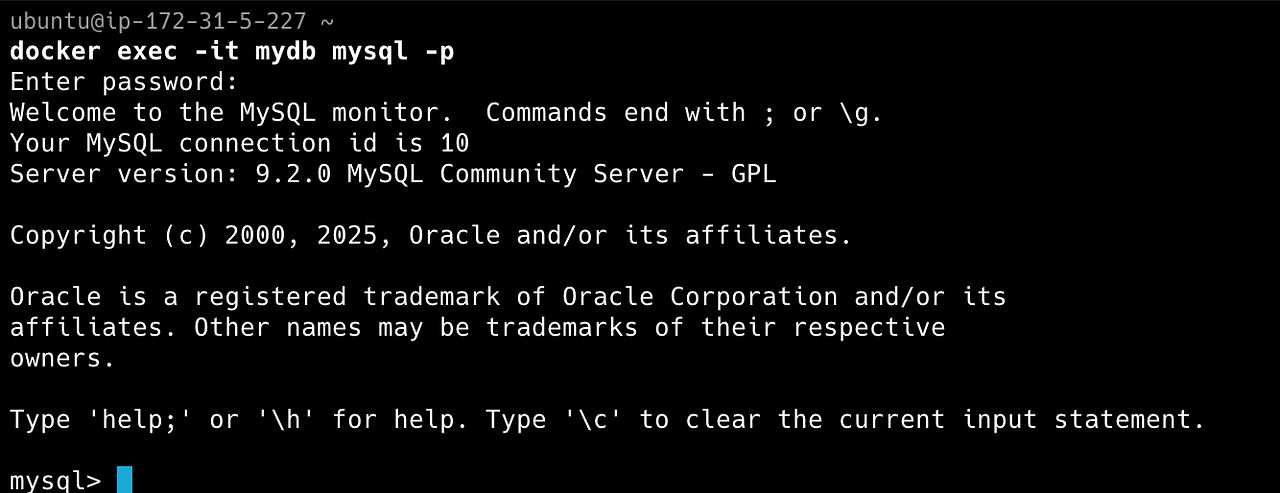 ubuntu@ip-172-31-5-227 ~
docker exec -it mydb mysql -p
Enter password:
Welcome to the MySQL monitor.  Commands end with ; or \g.
Your MySQL connection id is 10
Server version: 9.2.0 MySQL Community Server - GPL

Copyright (c) 2000, 2025, Oracle and/or its affiliates.

Oracle is a registered trademark of Oracle Corporation and/or its
affiliates. Other names may be trademarks of their respective
owners.

Type 'help;' or '\h' for help. Type '\c' to clear the current input statement.

mysql>